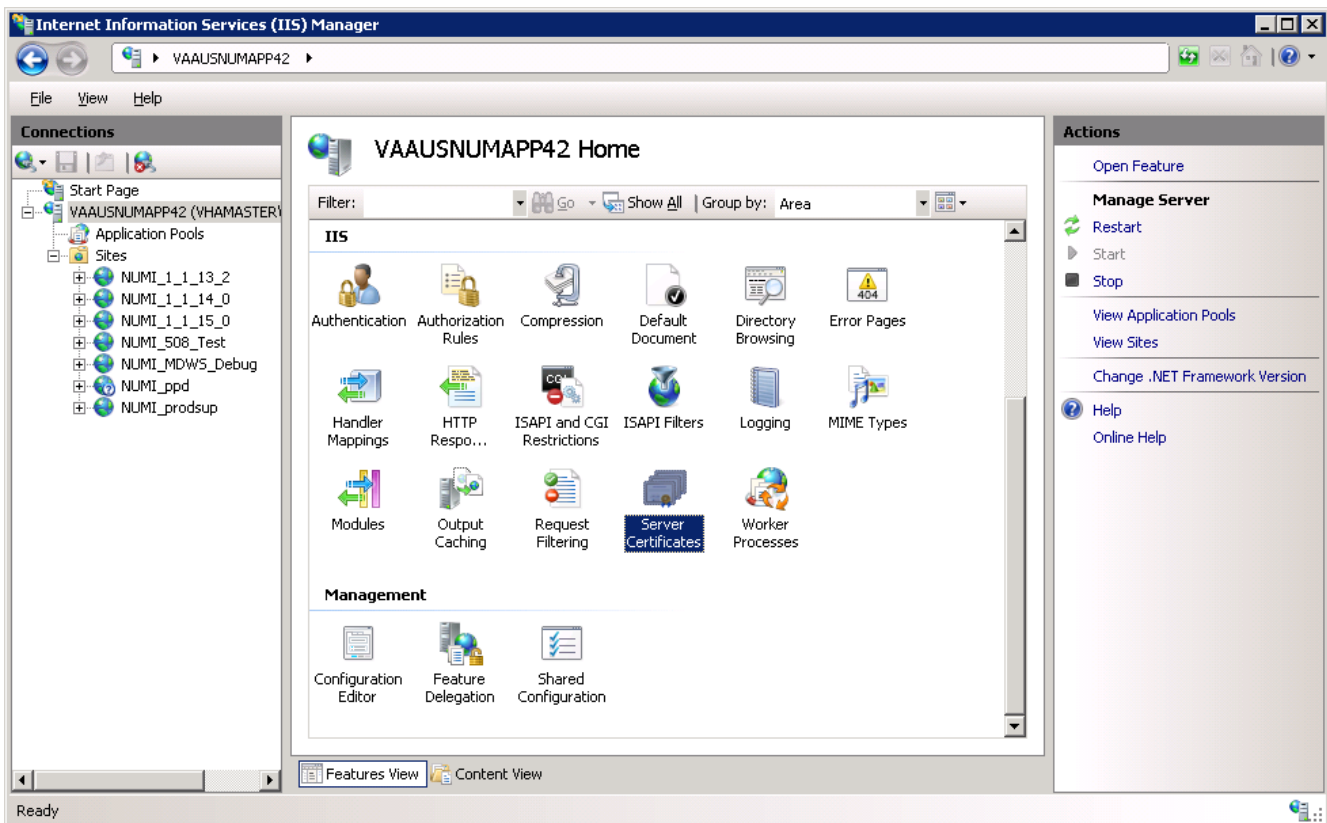 Internet Information Services (IIS) Manager
VAAUSNUMAPP42
File View Help
Connections
Start Page
VAAUSNUMAPP42 (VHAMASTER\
Application Pools
Sites
NUMI_1_1_13_2
NUMI_1_1_14_0
NUMI_1_1_15_0
NUMI_508_Test
NUMI_MDWS_Debug
NUMI_ppd
NUMI_prodsup
VAAUSNUMAPP42 Home
Filter: Go Show All Group by: Area
IIS
Authentication Authorization Compression Default Directory Error Pages
Rules Document Browsing
404
CGI
Handler HTTP ISAPI and CGI ISAPI Filters Logging MIME Types
Mappings Respo... Restrictions
Modules Output Request Server Worker
Caching Filtering Certificates Processes
Management
Configuration Feature Shared
Editor Delegation Configuration
Features View Content View
Actions
Open Feature
Manage Server
Restart
Start
Stop
View Application Pools
View Sites
Change .NET Framework Version
Help
Online Help
Ready